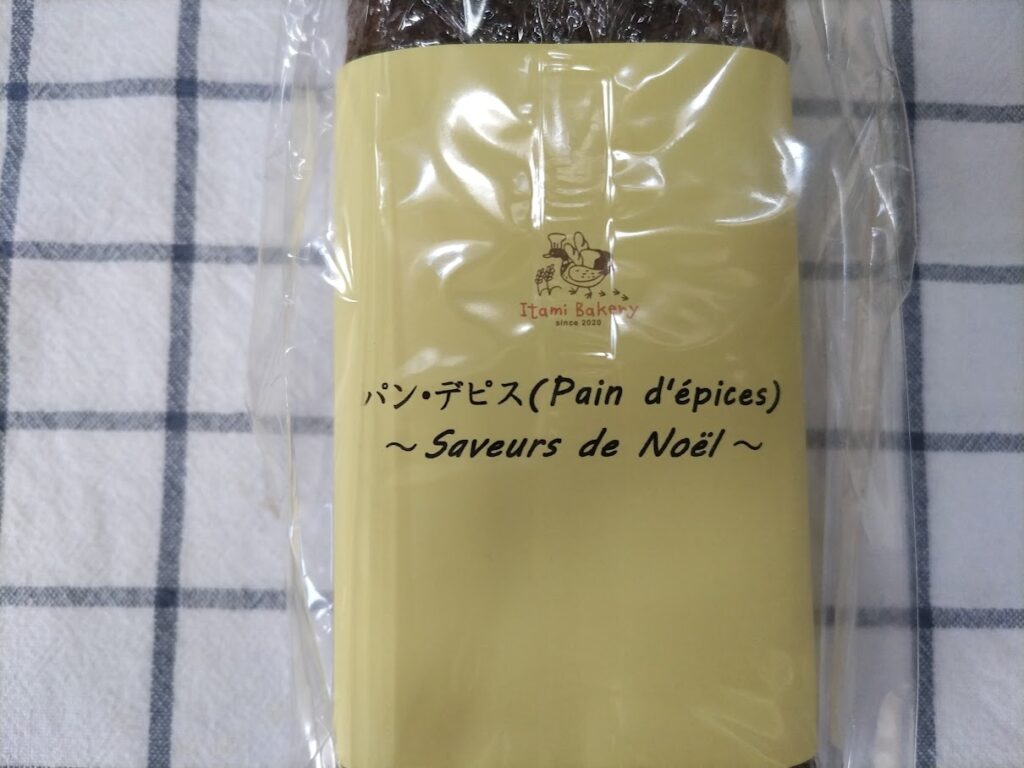 Itami Bakery
since 2020
パン・デピス(Pain d'épices)
～ Saveurs de Noël ～